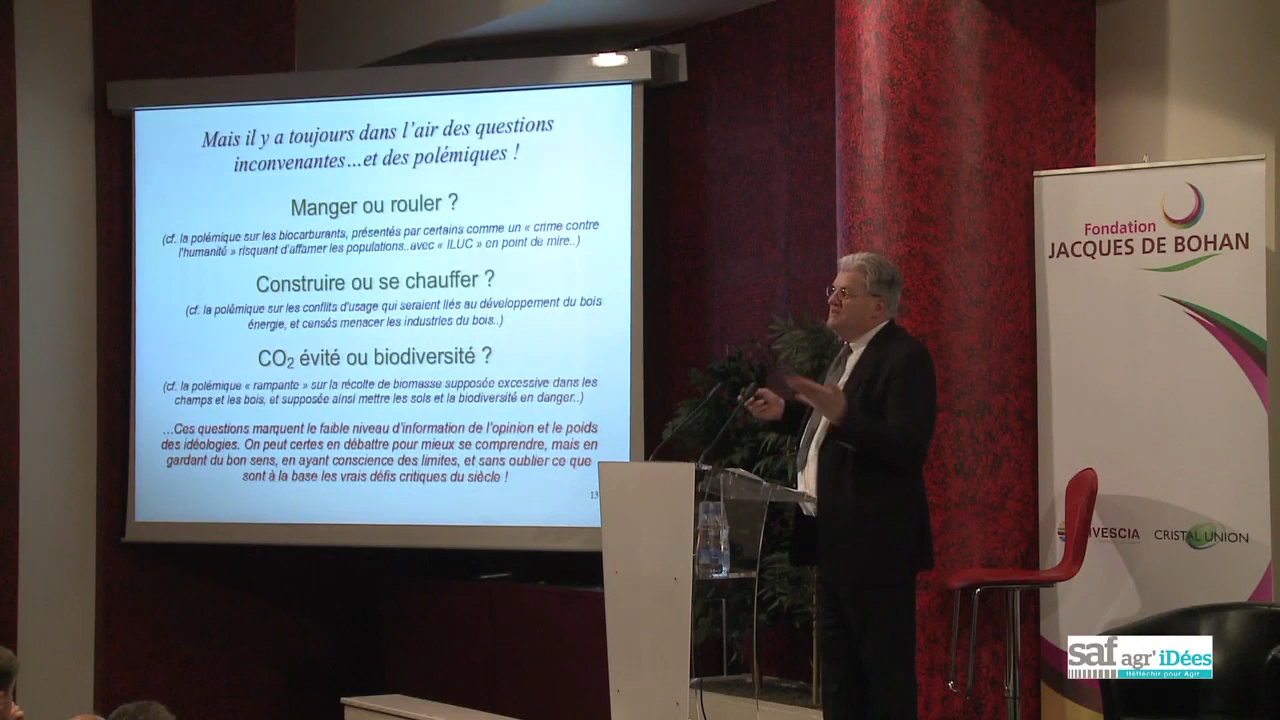 Mais il y a toujours dans l'air des questions
inconvenantes...et des polémiques !
Manger ou rouler ?
(cf. la polémique sur les biocarburants, présentés par certains comme un « crime contre
l'humanité » risquant d'affamer les populations..avec « ILUC » en point de mire..)
Construire ou se chauffer ?
(cf. la polémique sur les conflits d'usage qui seraient liés au développement du bois
énergie, et censés menacer les industries du bois..)
CO2 évité ou biodiversité ?
(cf. la polémique « rampante » sur la récolte de biomasse supposée excessive dans les
champs et les bois, et supposée ainsi mettre les sols et la biodiversité en danger..)
...Ces questions marquent le faible niveau d'information de l'opinion et le poids
des idéologies. On peut certes en débattre pour mieux se comprendre, mais en
gardant du bon sens, en ayant conscience des limites, et sans oublier ce que
sont à la base les vrais défis critiques du siècle !
13
Fondation
JACQUES DE BOHAN
IVESCIA
CRISTAL UNION
saf agr'iDées
Réfléchir pour Agir